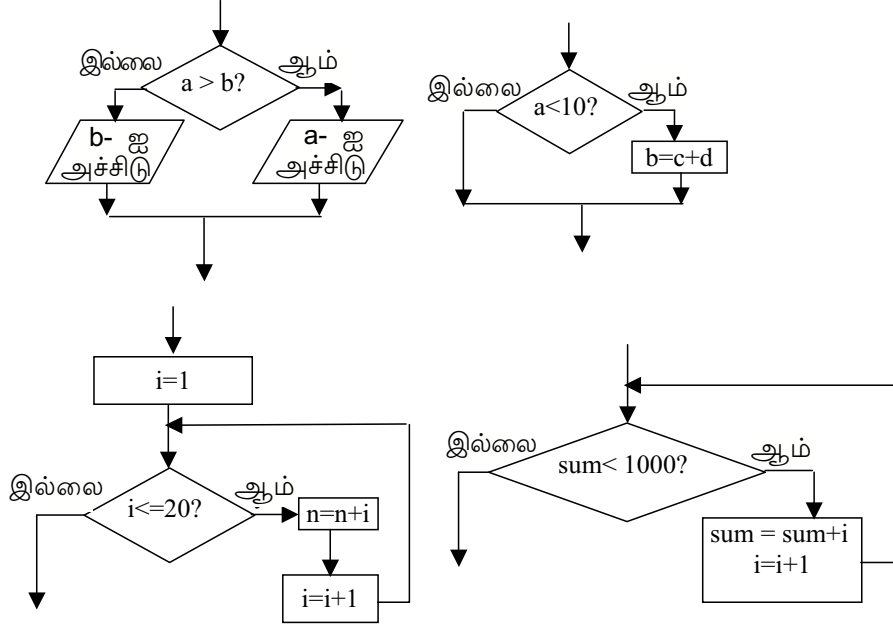 இல்லை
a > b?
ஆம்
b- ஐ
அச்சிடு
a- ஐ
அச்சிடு
இல்லை
a<10?
ஆம்
b=c+d
i=1
இல்லை
i<=20?
ஆம்
n=n+i
i=i+1
இல்லை
sum< 1000?
ஆம்
sum = sum+i
i=i+1